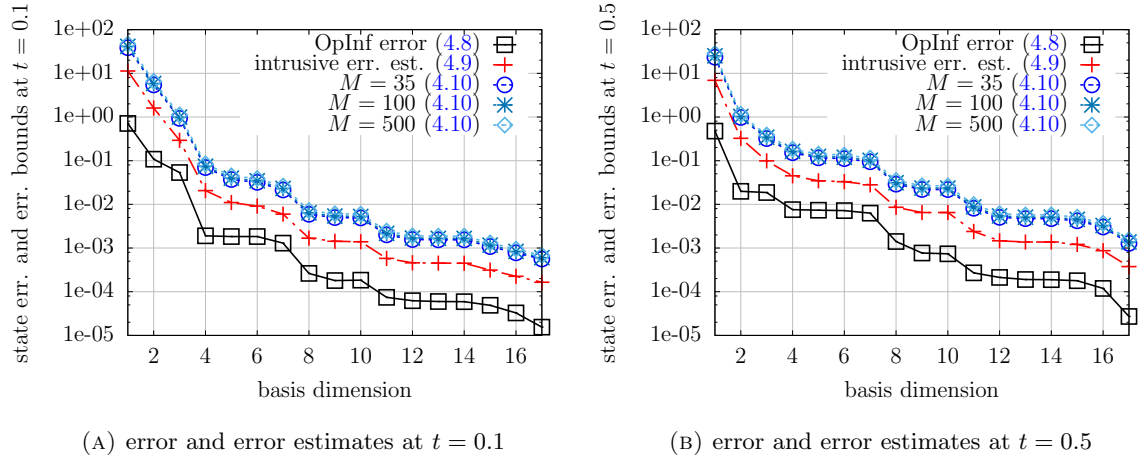 state err. and err. bounds at t = 0.1
1e+02
1e+01
1e+00
1e-01
1e-02
1e-03
1e-04
1e-05
OpInf error (4.8)
intrusive err. est. (4.9)
M = 35 (4.10)
M = 100 (4.10)
M = 500 (4.10)
2 4 6 8 10 12 14 16
basis dimension
(A) error and error estimates at t = 0.1
state err. and err. bounds at t = 0.5
1e+02
1e+01
1e+00
1e-01
1e-02
1e-03
1e-04
1e-05
OpInf error (4.8)
intrusive err. est. (4.9)
M = 35 (4.10)
M = 100 (4.10)
M = 500 (4.10)
2 4 6 8 10 12 14 16
basis dimension
(B) error and error estimates at t = 0.5